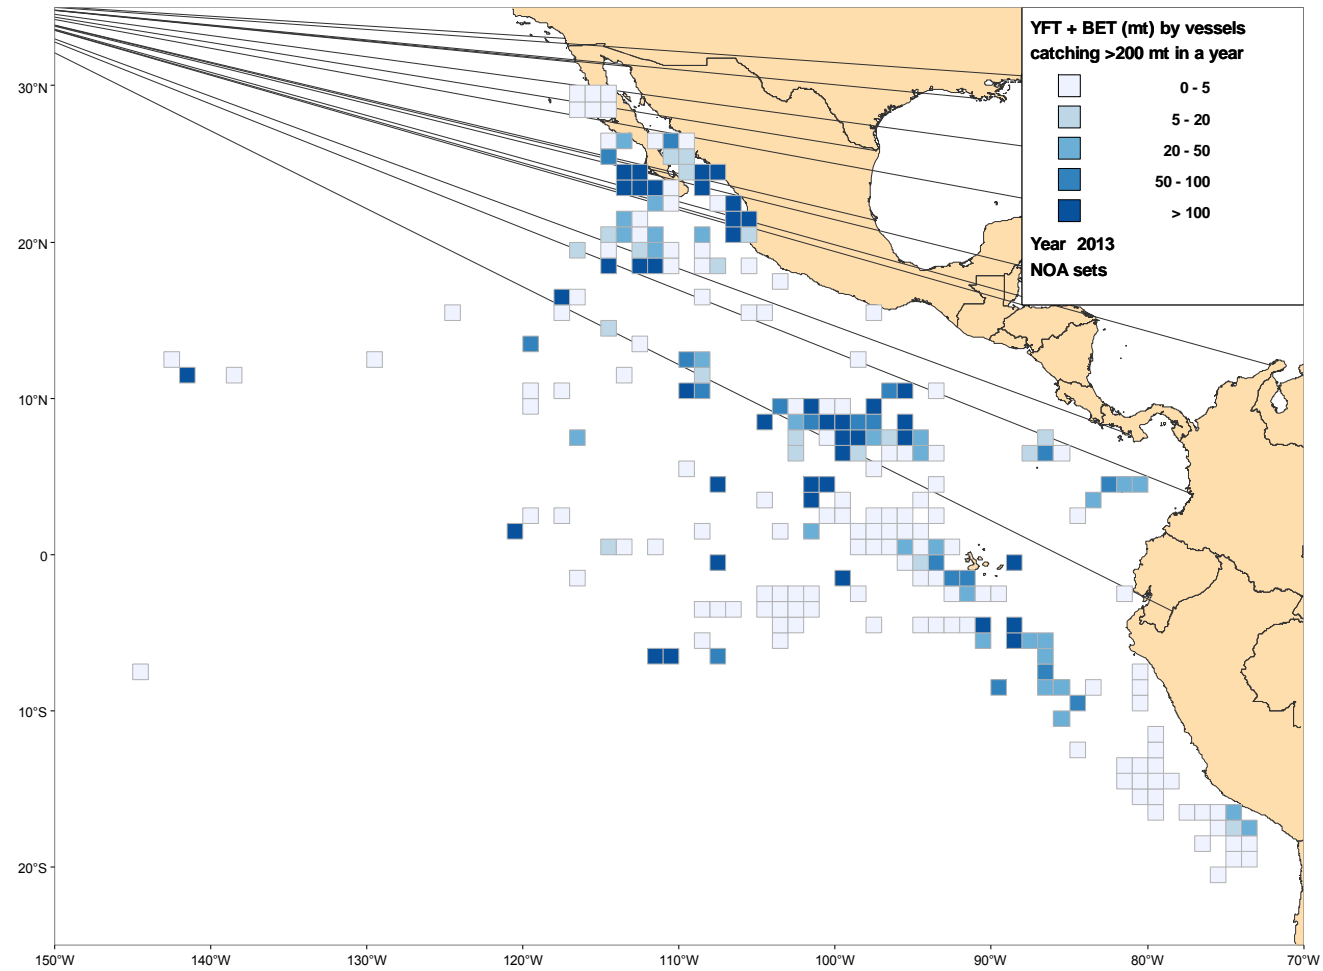 YFT + BET (mt) by vessels
catching >200 mt in a year
0 - 5
5 - 20
20 - 50
50 - 100
> 100
Year 2013
NOA sets
30°N
20°N
10°N
0
10°S
20°S
150°W 140°W 130°W 120°W 110°W 100°W 90°W 80°W 70°W